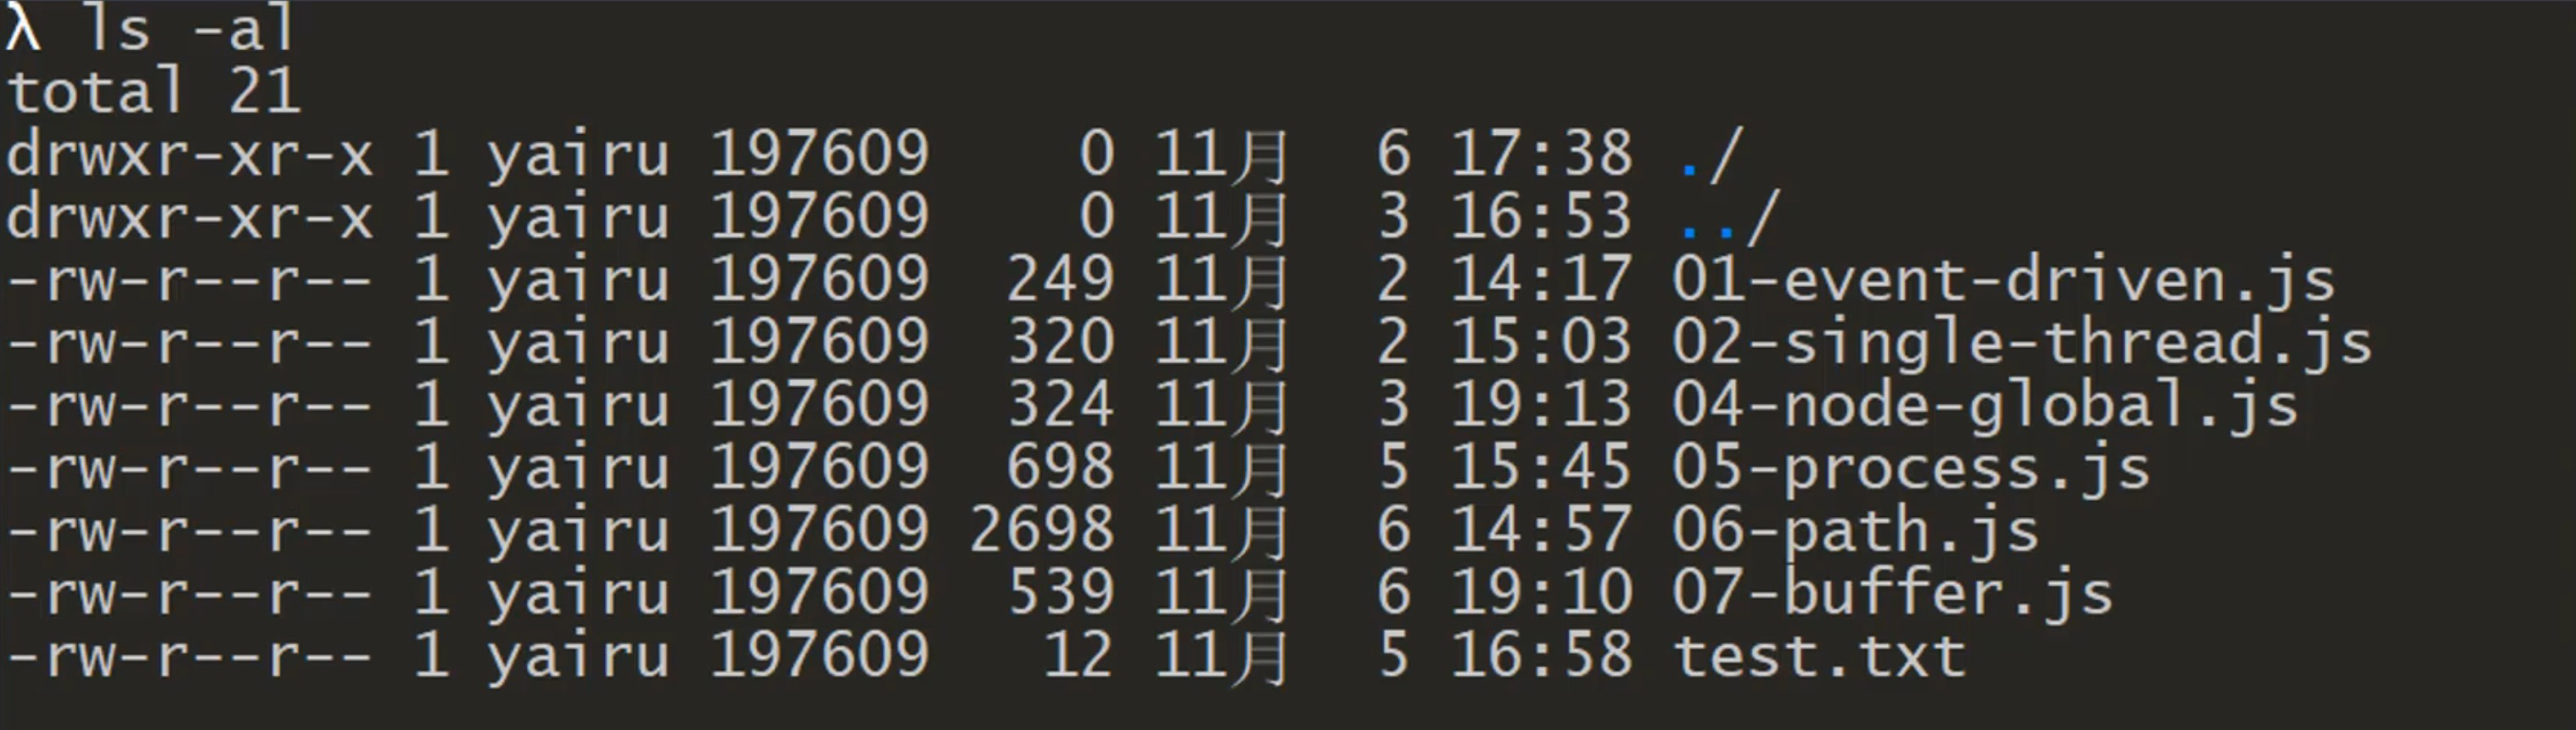 λ ls -al
total 21
drwxr-xr-x 1 yairu 197609    0 11月  6 17:38 ./
drwxr-xr-x 1 yairu 197609    0 11月  3 16:53 ../
-rw-r--r-- 1 yairu 197609  249 11月  2 14:17 01-event-driven.js
-rw-r--r-- 1 yairu 197609  320 11月  2 15:03 02-single-thread.js
-rw-r--r-- 1 yairu 197609  324 11月  3 19:13 04-node-global.js
-rw-r--r-- 1 yairu 197609  698 11月  5 15:45 05-process.js
-rw-r--r-- 1 yairu 197609 2698 11月  6 14:57 06-path.js
-rw-r--r-- 1 yairu 197609  539 11月  6 19:10 07-buffer.js
-rw-r--r-- 1 yairu 197609   12 11月  5 16:58 test.txt